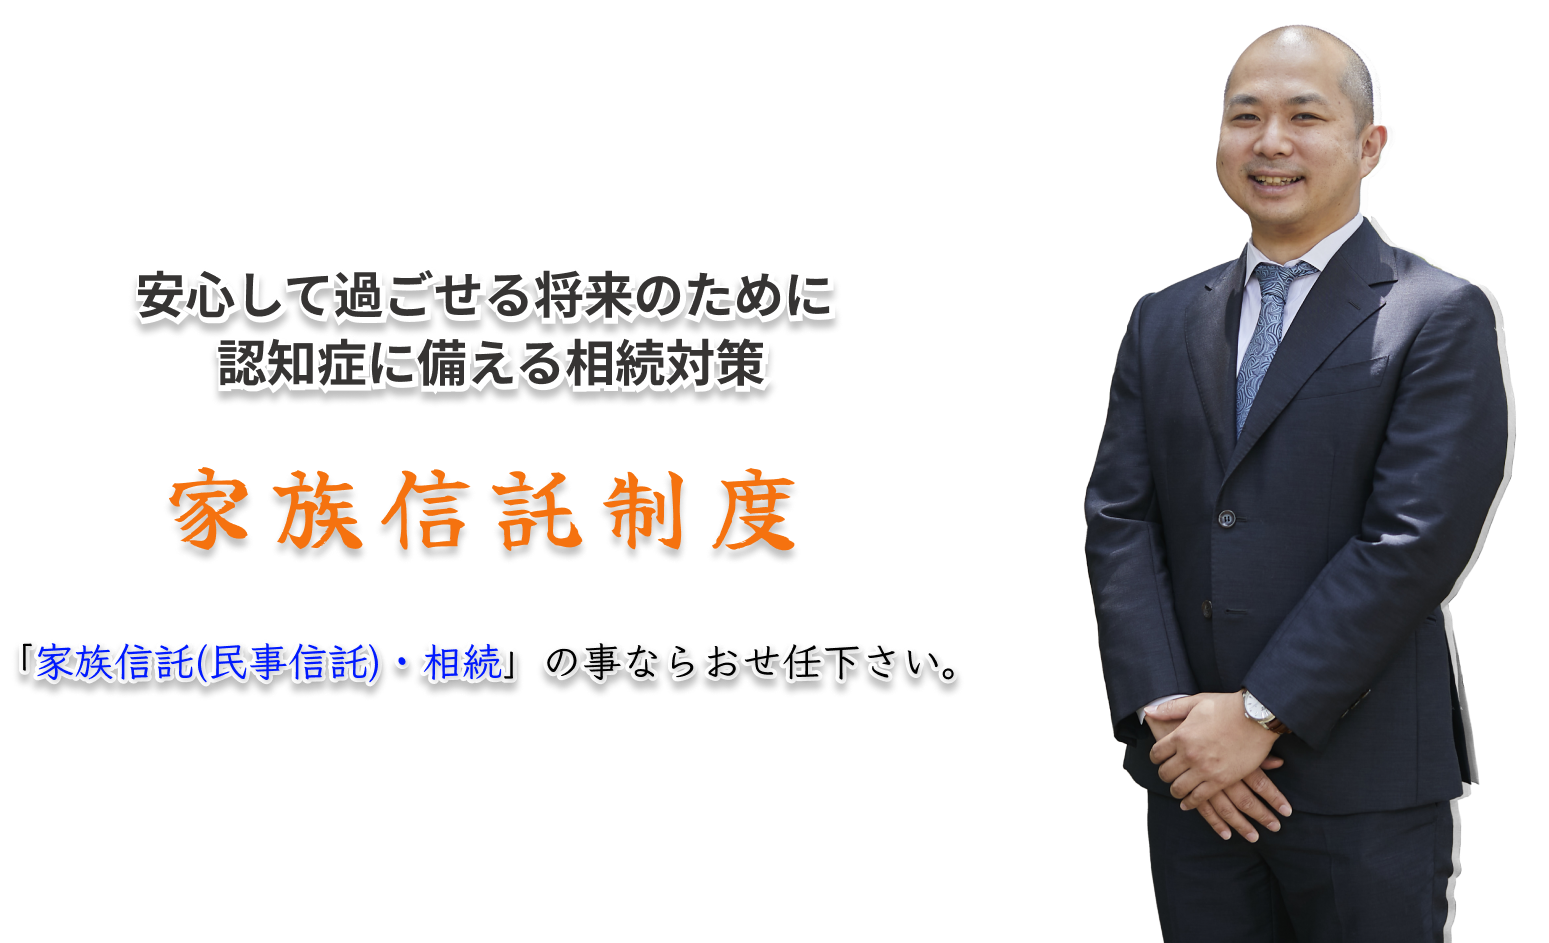 安心して過ごせる将来のために
認知症に備える相続対策
家族信託制度
「家族信託(民事信託)・相続」の事ならおせ任下さい。